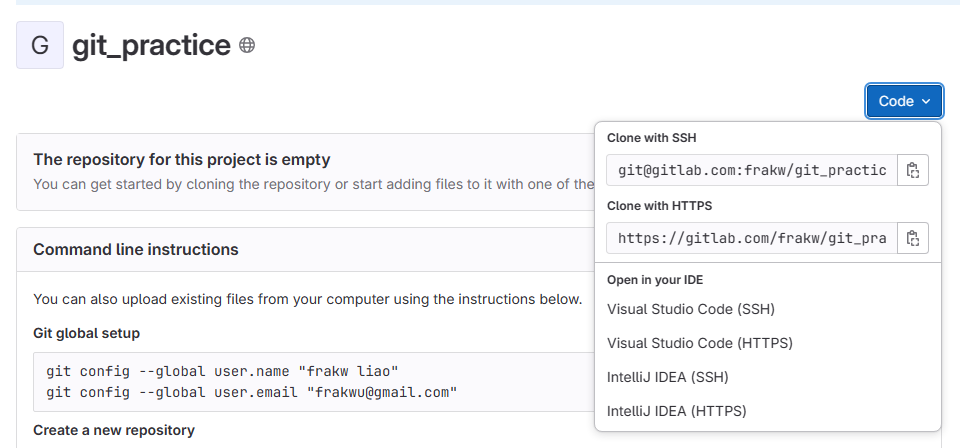 G git_practice
Code
The repository for this project is empty
You can get started by cloning the repository or start adding files to it with one of the
Command line instructions
You can also upload existing files from your computer using the instructions below.
Git global setup
git config --global user.name "frakw liao"
git config --global user.email "frakwu@gmail.com"
Create a new repository
Clone with SSH
git@gitlab.com:frakw/git_practic
Clone with HTTPS
https://gitlab.com/frakw/git_pra
Open in your IDE
Visual Studio Code (SSH)
Visual Studio Code (HTTPS)
IntelliJ IDEA (SSH)
IntelliJ IDEA (HTTPS)